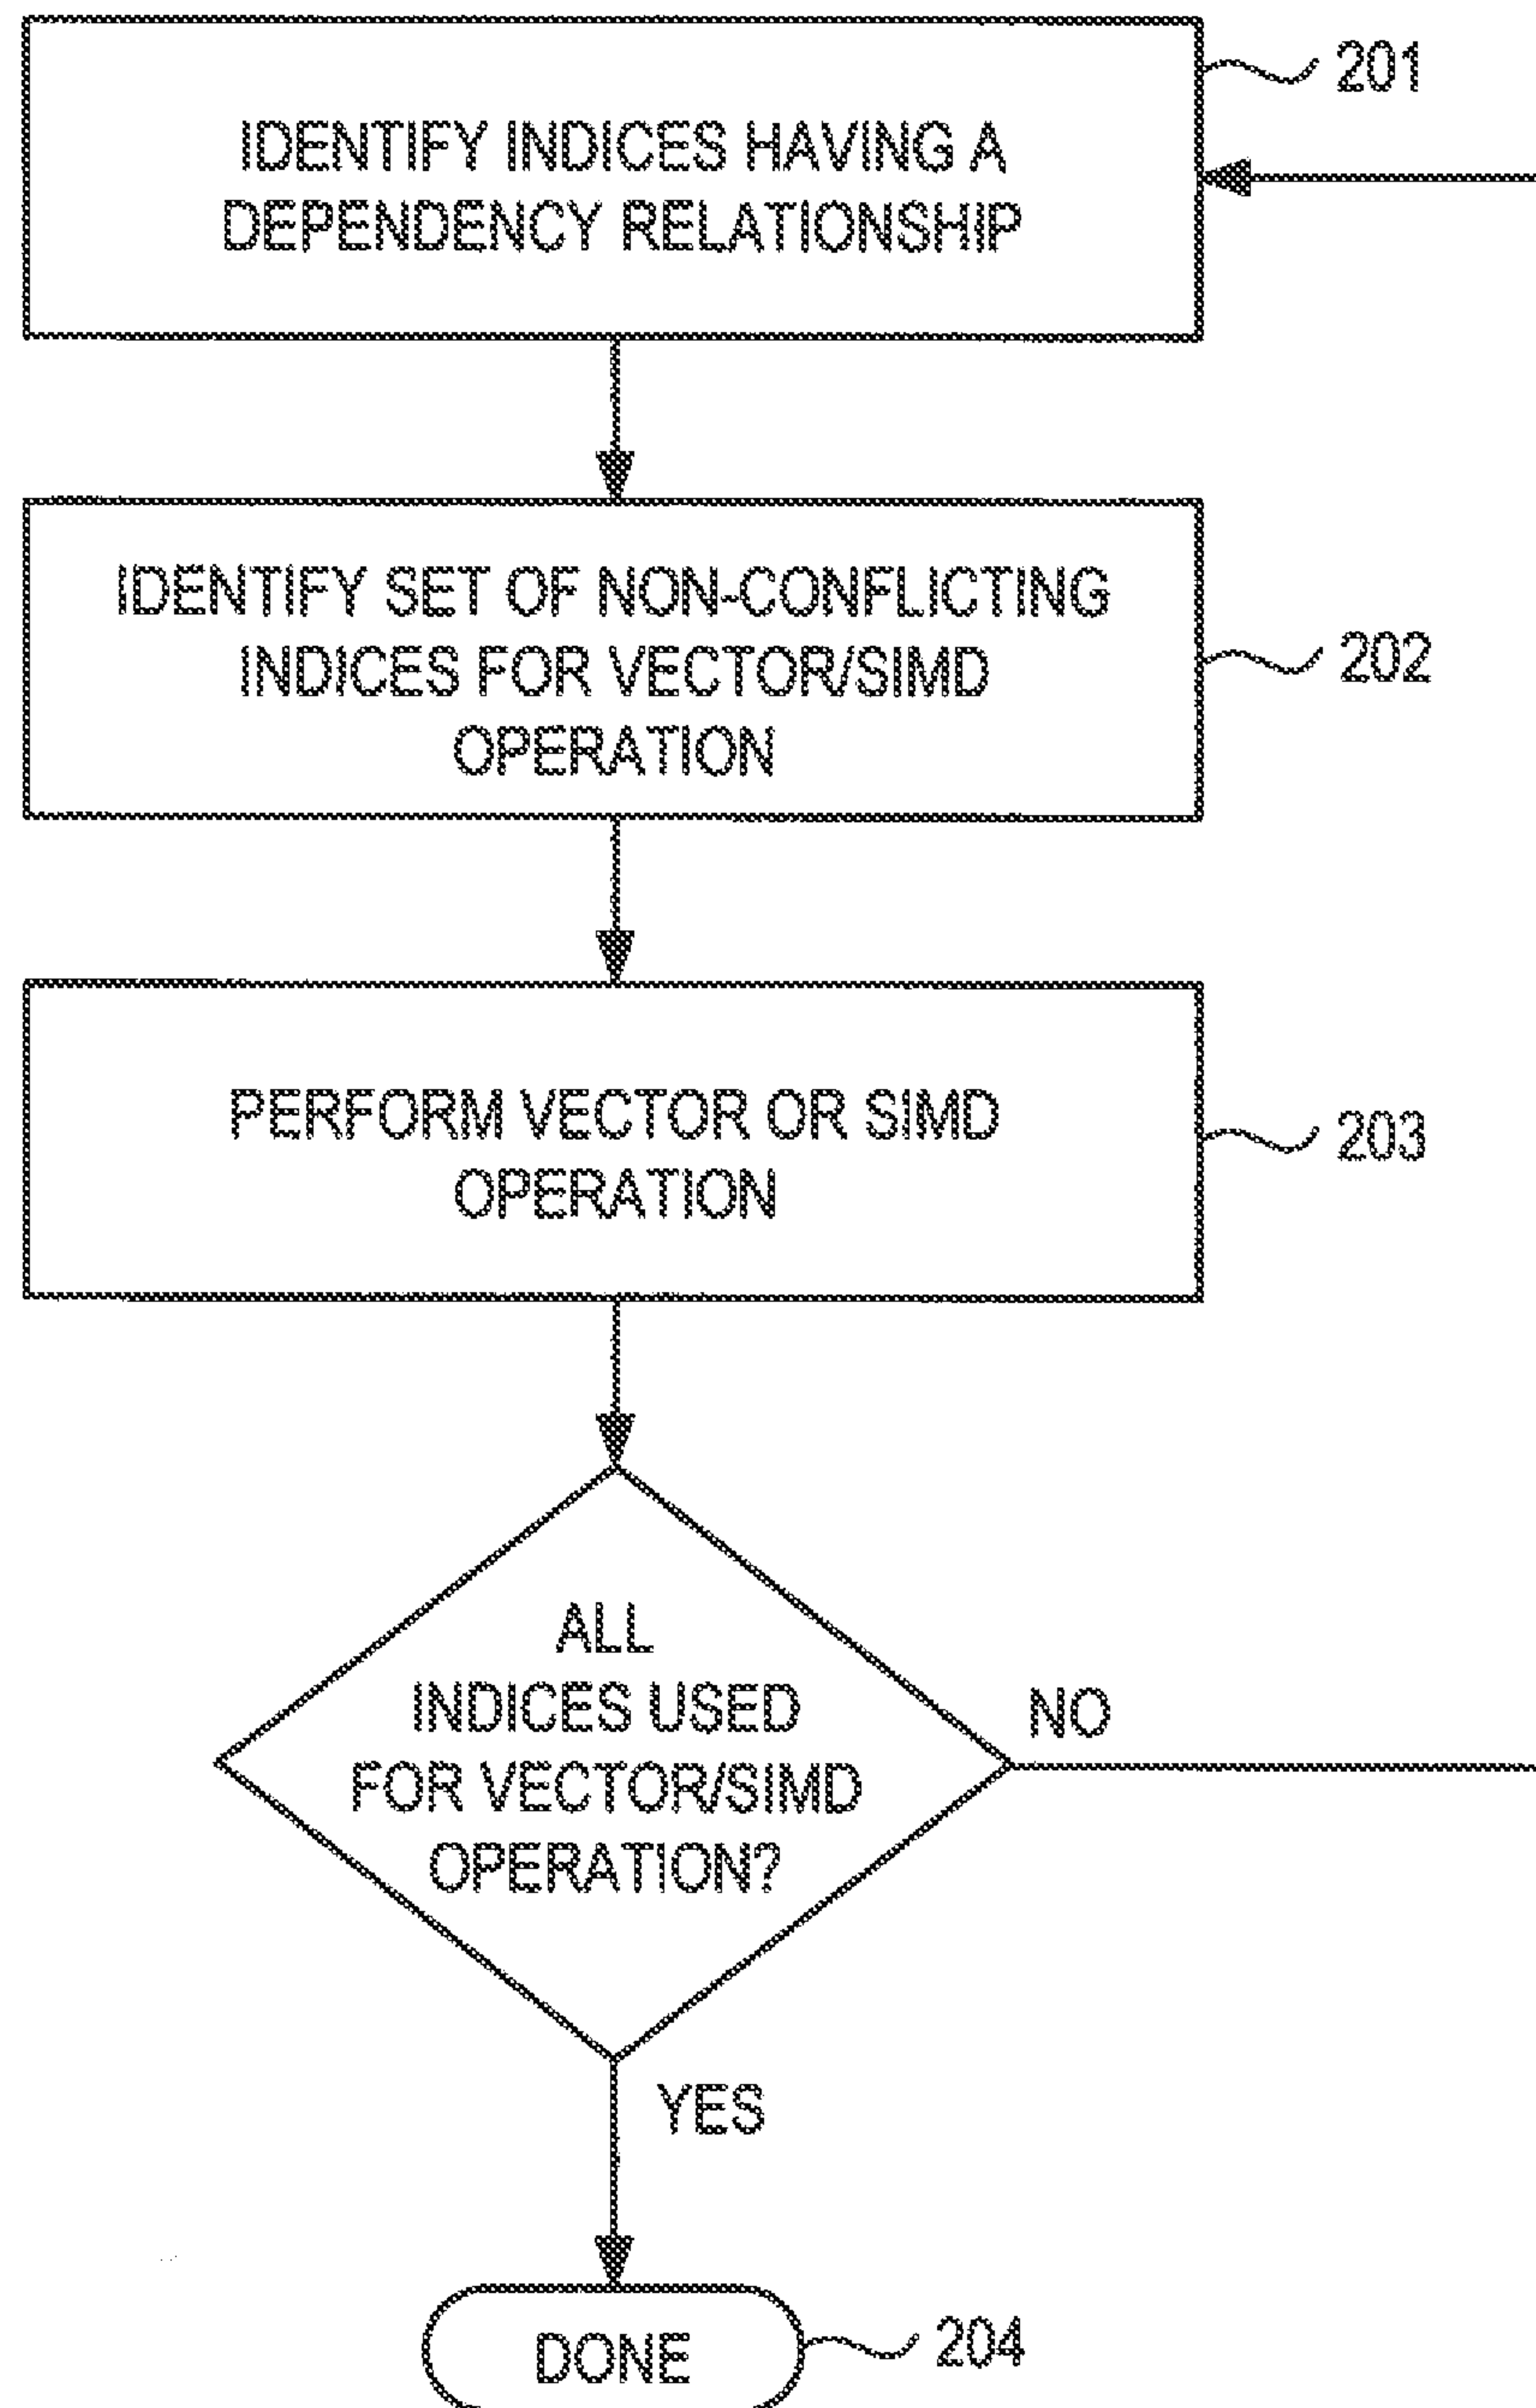 IDENTIFY INDICES HAVING A
DEPENDENCY RELATIONSHIP
201
IDENTIFY SET OF NON-CONFLICTING
INDICES FOR VECTOR/SIMD
OPERATION
202
PERFORM VECTOR OR SIMD
OPERATION
203
ALL
INDICES USED
FOR VECTOR/SIMD
OPERATION?
NO
YES
DONE
204